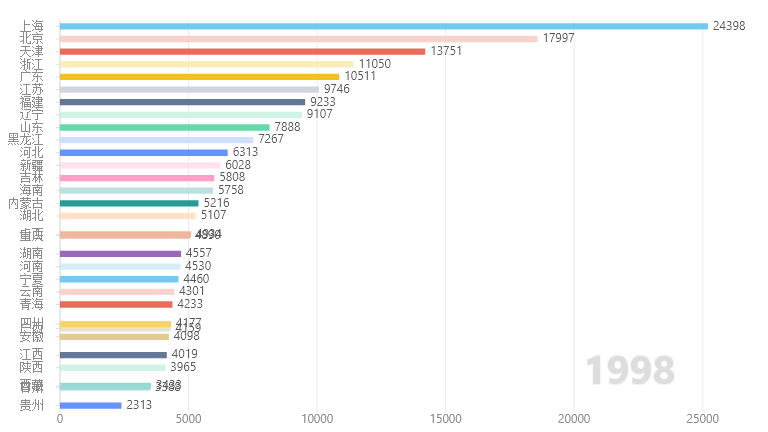 上海 24398
北京 17997
天津 13751
浙江 11050
广东 10511
江苏 9746
福建 9233
辽宁 9107
山东 7888
黑龙江 7267
河北 6313
新疆 6028
吉林 5808
海南 5758
内蒙古 5216
湖北 5107
湖南 4557
河南 4530
宁夏 4460
云南 4301
青海 4233
四州 4177
安徽 4098
江西 4019
陕西 3965
贵州 2313
1998
0 5000 10000 15000 20000 25000